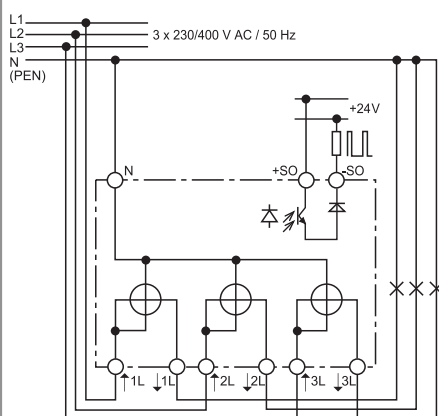 L1
L2
3 x 230/400 V AC / 50 Hz
L3
N
(PEN)
+24V
N
+SO
-SO
1L
1L
2L
2L
3L
3L